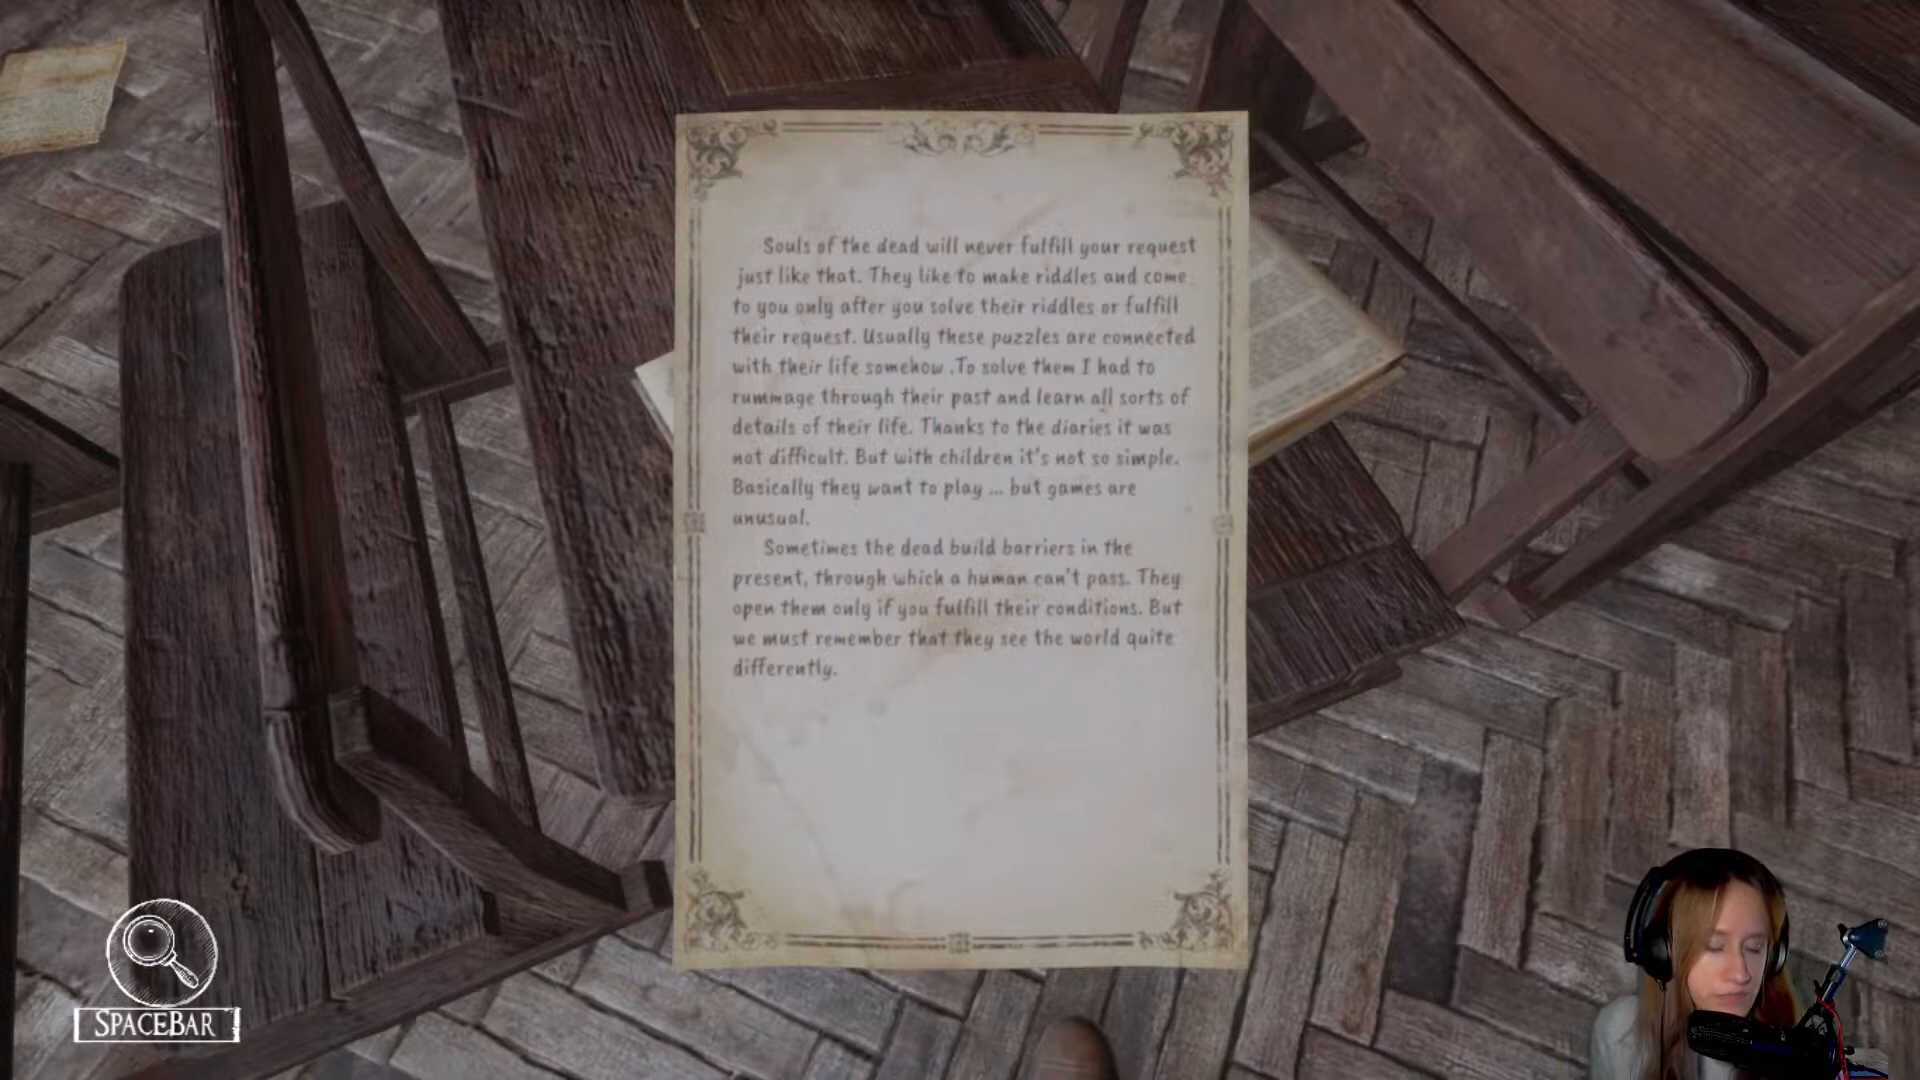 Souls of the dead will never fulfill your request
just like that. They like to make riddles and come
to you only after you solve their riddles or fulfill
their request. Usually these puzzles are connected
with their life somehow .To solve them I had to
rummage through their past and learn all sorts of
details of their life. Thanks to the diaries it was
not difficult. But with children it's not so simple.
Basically they want to play ... but games are
unusual.
Sometimes the dead build barriers in the
present, through which a human can't pass. They
open them only if you fulfill their conditions. But
we must remember that they see the world quite
differently.
SPACEBAR